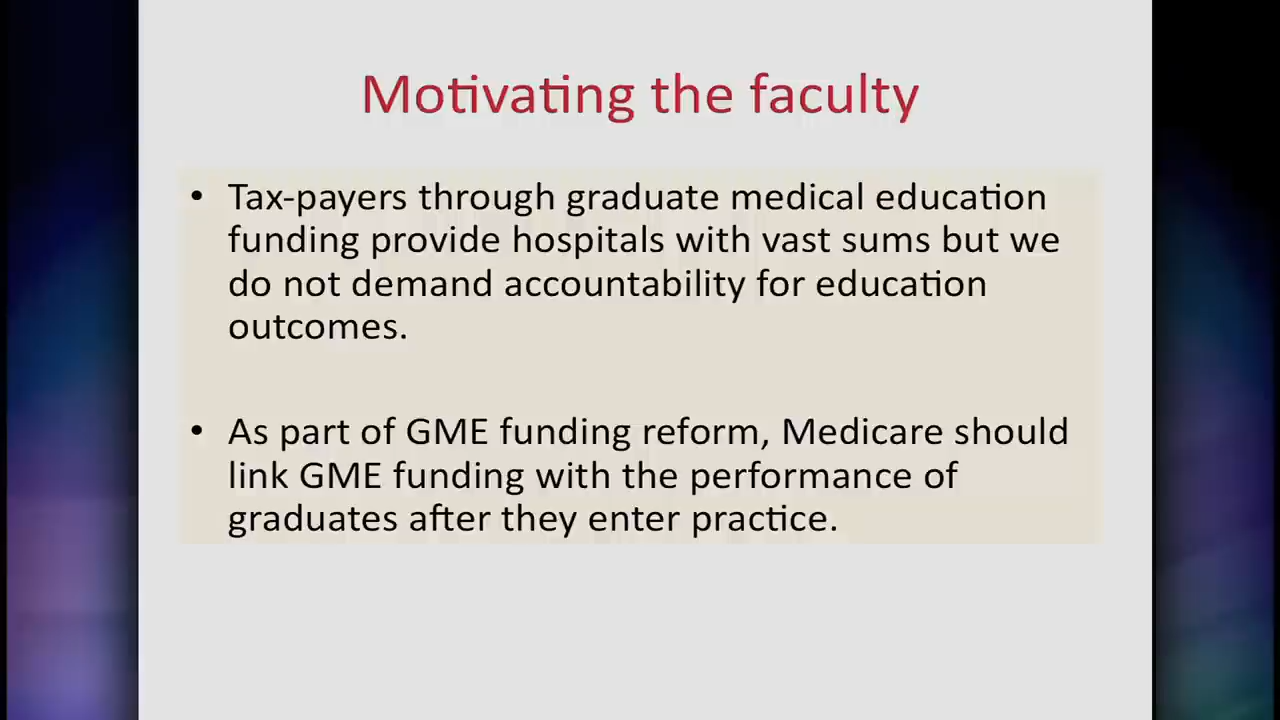 Motivating the faculty
• Tax-payers through graduate medical education
funding provide hospitals with vast sums but we
do not demand accountability for education
outcomes.
• As part of GME funding reform, Medicare should
link GME funding with the performance of
graduates after they enter practice.